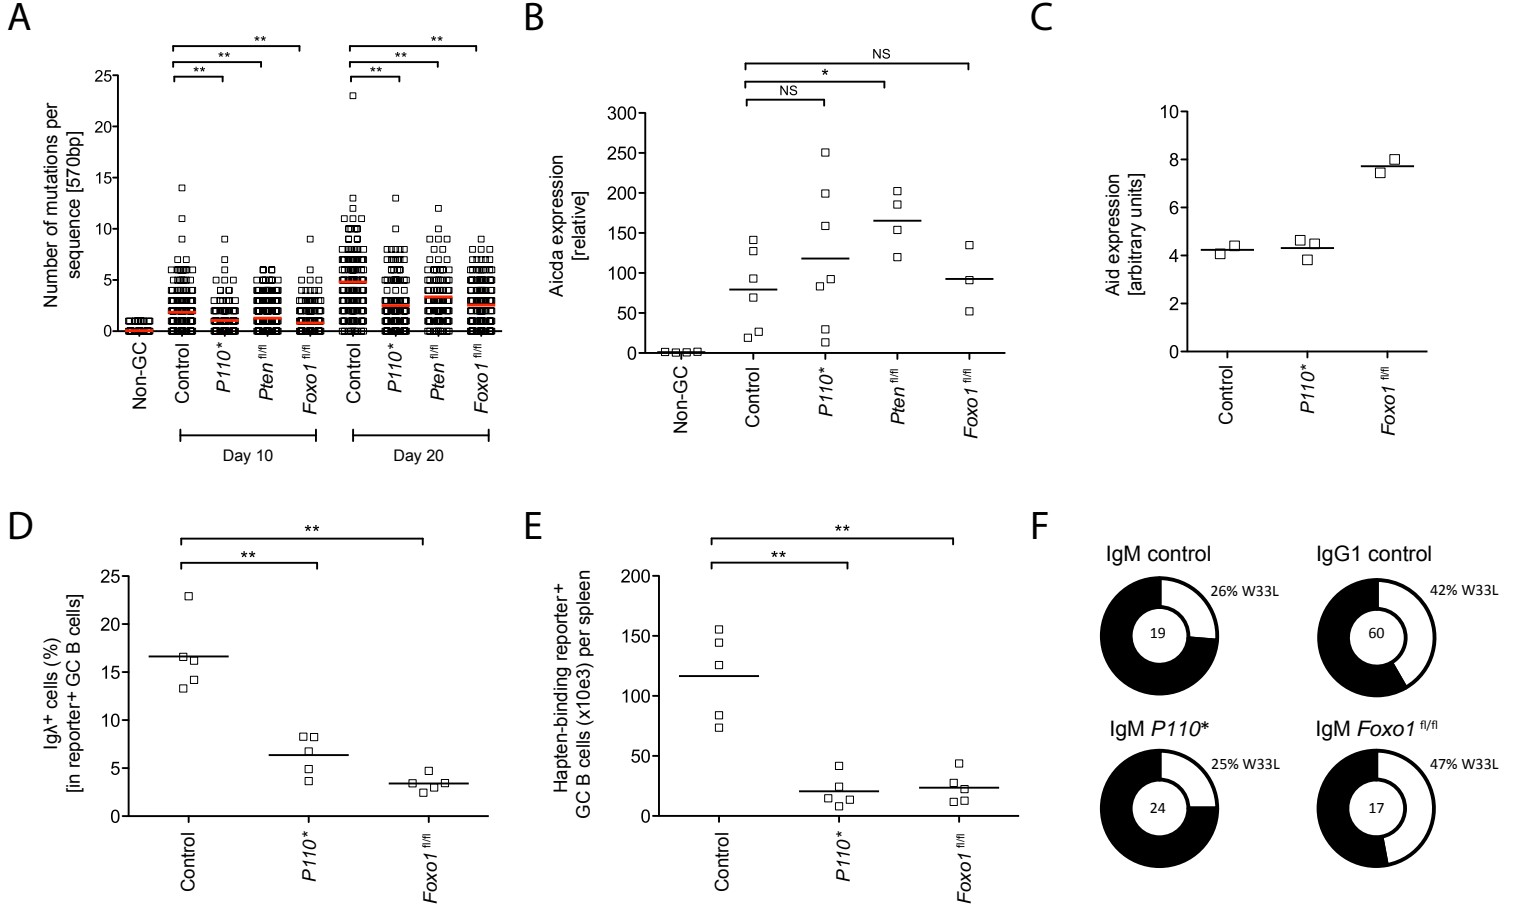 A
** ** ** ** ** **
25
20
15
10
5
0
Number of mutations per
sequence [570bp]
Non-GC Control P110* Pten fl/fl Foxo1 fl/fl Control P110* Pten fl/fl Foxo1 fl/fl
Day 10 Day 20
B
NS
*
NS
300
250
200
150
100
50
0
Aicda expression
[relative]
Non-GC Control P110* Pten fl/fl Foxo1 fl/fl
C
10
8
6
4
2
0
Aid expression
[arbitrary units]
Control P110* Foxo1 fl/fl
D
**
**
25
20
15
10
5
0
Igλ+ cells (%)
[in reporter+ GC B cells]
Control P110* Foxo1 fl/fl
E
**
**
200
150
100
50
0
Hapten-binding reporter+
GC B cells (x10e3) per spleen
Control P110* Foxo1 fl/fl
F
IgM control IgG1 control
26% W33L 42% W33L
19 60
IgM P110* IgM Foxo1 fl/fl
25% W33L 47% W33L
24 17